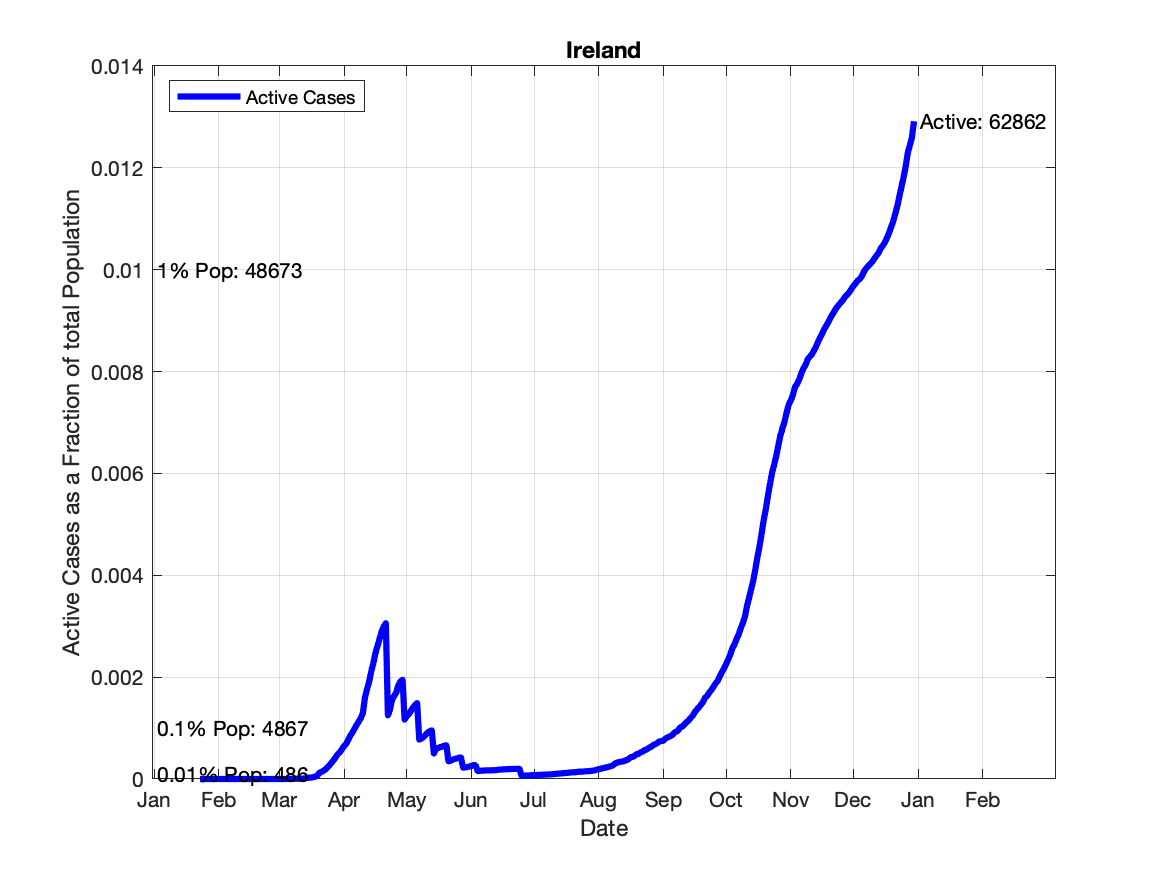 Ireland
0.014
Active Cases
Active: 62862
0.012
1% Pop: 48673
0.01
0.008
0.006
0.004
0.002
0.1% Pop: 4867
0.01% Pop: 486
0
Jan Feb Mar Apr May Jun Jul Aug Sep Oct Nov Dec Jan Feb
Date
Active Cases as a Fraction of total Population